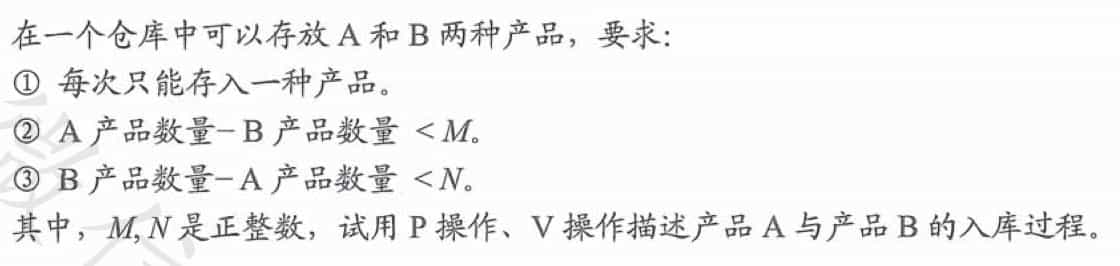 在一个仓库中可以存放 A 和 B 两种产品，要求：
① 每次只能存入一种产品。
② A 产品数量−B 产品数量 <M。
③ B 产品数量−A 产品数量 <N。
其中，M, N 是正整数，试用 P 操作、V 操作描述产品 A 与产品 B 的入库过程。